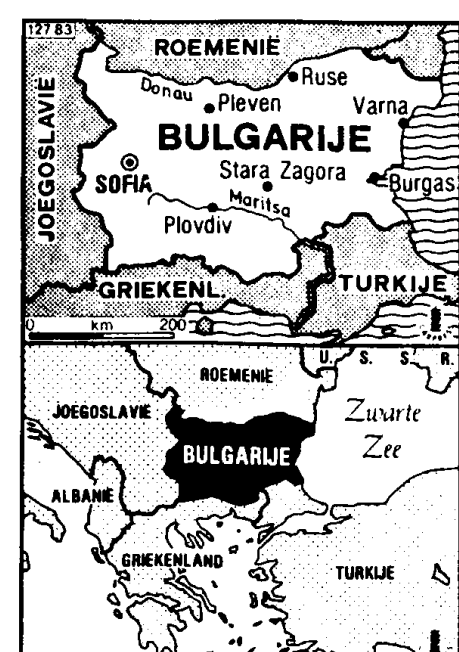 127 83
ROEMENIË
JOEGOSLAVIË
Donau
Ruse
Pleven
Varna
BULGARIJE
SOFIA
Stara Zagora
Burgas
Maritsa
Plovdiv
GRIEKENL.
TURKIJE
0 km 200
U. S. S. R.
ROEMENIË
JOEGOSLAVIË
Zwarte
Zee
BULGARIJE
ALBANIË
GRIEKENLAND
TURKIJE